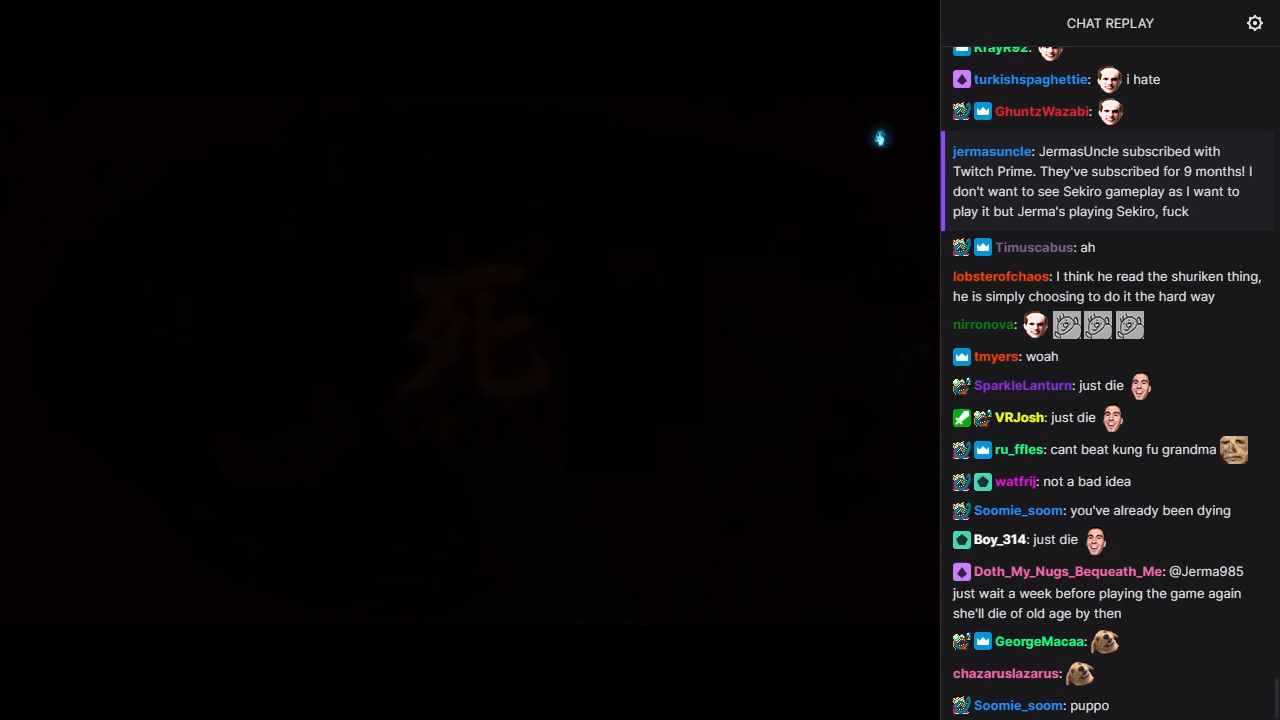 CHAT REPLAY
KrayR92:
turkishspaghettie: i hate
GhuntzWazabi:
jermasuncle: JermasUncle subscribed with
Twitch Prime. They've subscribed for 9 months! I
don't want to see Sekiro gameplay as I want to
play it but Jerma's playing Sekiro, fuck
Timuscabus: ah
lobsterofchaos: I think he read the shuriken thing,
he is simply choosing to do it the hard way
nirronova:
tmyers: woah
SparkleLanturn: just die
VRJosh: just die
ru_ffles: cant beat kung fu grandma
watfrij: not a bad idea
Soomie_soom: you've already been dying
Boy_314: just die
Doth_My_Nugs_Bequeath_Me: @Jerma985
just wait a week before playing the game again
she'll die of old age by then
GeorgeMacaa:
chazaruslazarus:
Soomie_soom: puppo
死